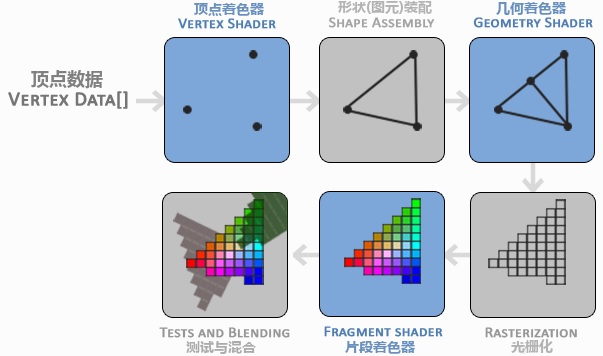 顶点着色器
VERTEX SHADER
形状(图元)装配
SHAPE ASSEMBLY
几何着色器
GEOMETRY SHADER
顶点数据
VERTEX DATA[]
TESTS AND BLENDING
测试与混合
FRAGMENT SHADER
片段着色器
RASTERIZATION
光栅化